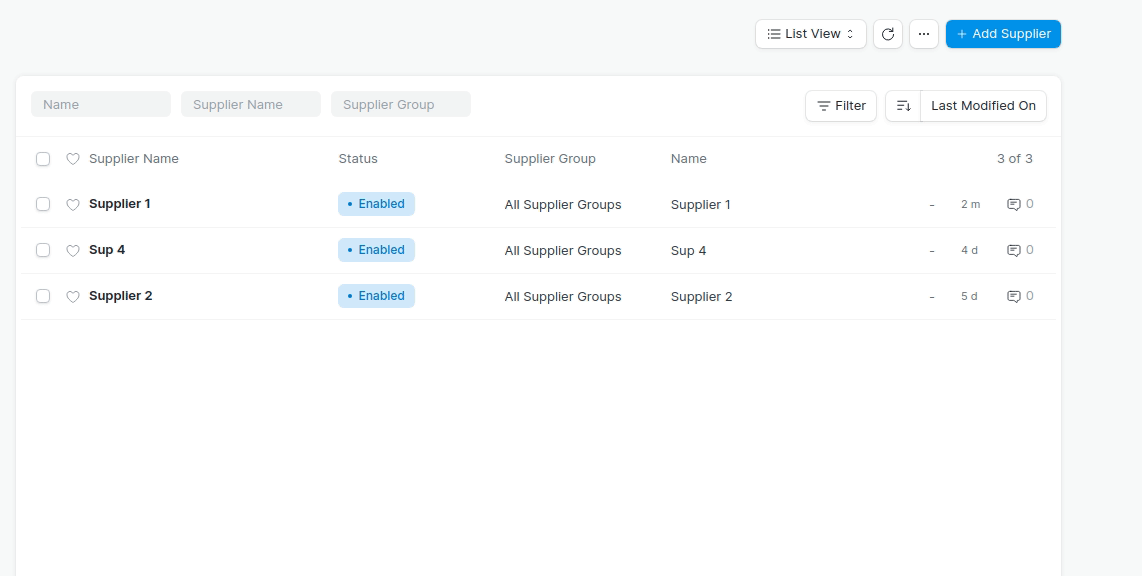 List View ... + Add Supplier
Name Supplier Name Supplier Group Filter Last Modified On
Supplier Name Status Supplier Group Name 3 of 3
Supplier 1 • Enabled All Supplier Groups Supplier 1 - 2 m 0
Sup 4 • Enabled All Supplier Groups Sup 4 - 4 d 0
Supplier 2 • Enabled All Supplier Groups Supplier 2 - 5 d 0